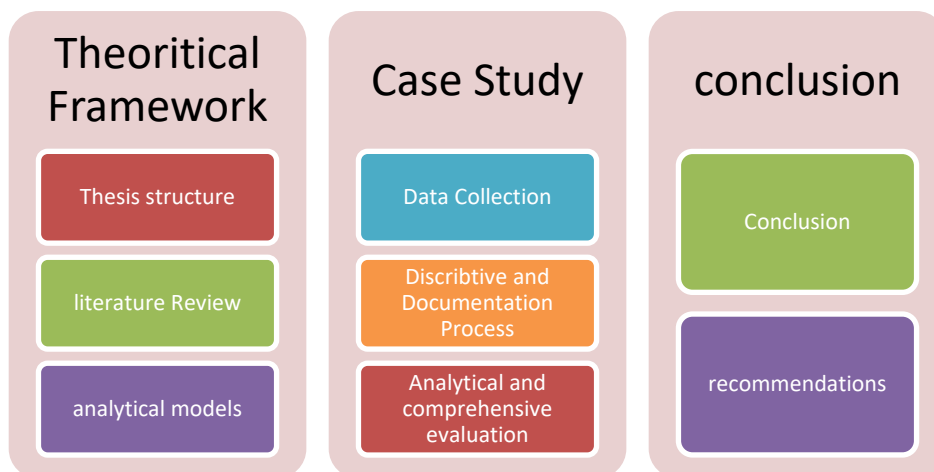 Theoritical
Framework
Thesis structure
literature Review
analytical models
Case Study
Data Collection
Discribtive and
Documentation
Process
Analytical and
comprehensive
evaluation
conclusion
Conclusion
recommendations